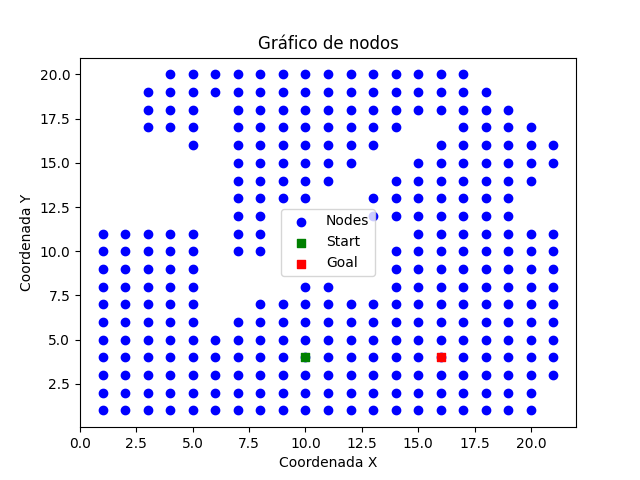 Gráfico de nodos
Coordenada Y
20.0
17.5
15.0
12.5
10.0
7.5
5.0
2.5
Nodes
Start
Goal
0.0 2.5 5.0 7.5 10.0 12.5 15.0 17.5 20.0
Coordenada X